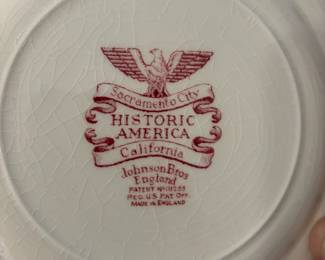 Sacramento City
HISTORIC
AMERICA
California
Johnson Bros
England
REG. U.S. PAT. OFF.
MADE IN ENGLAND